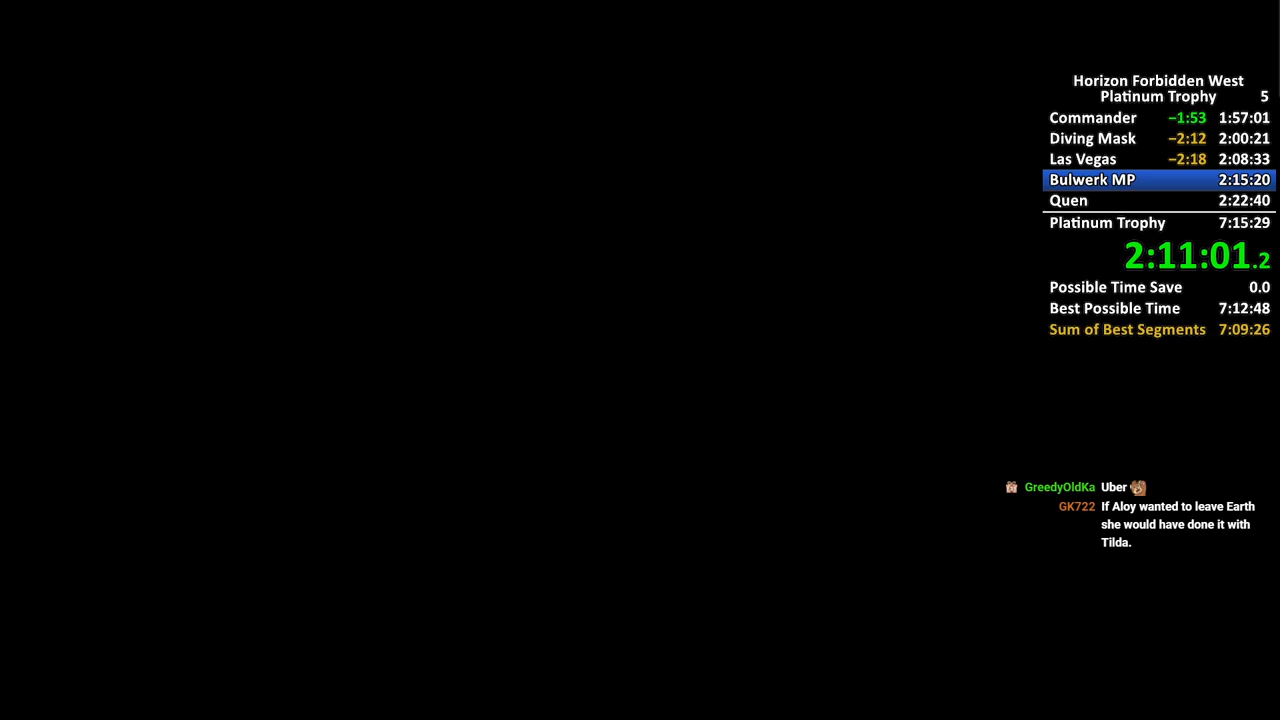 Horizon Forbidden West
Platinum Trophy 5
Commander −1:53 1:57:01
Diving Mask −2:12 2:00:21
Las Vegas −2:18 2:08:33
Bulwerk MP 2:15:20
Quen 2:22:40
Platinum Trophy 7:15:29
2:11:01.2
Possible Time Save 0.0
Best Possible Time 7:12:48
Sum of Best Segments 7:09:26
GreedyOldKa Uber
GK722 If Aloy wanted to leave Earth
she would have done it with
Tilda.